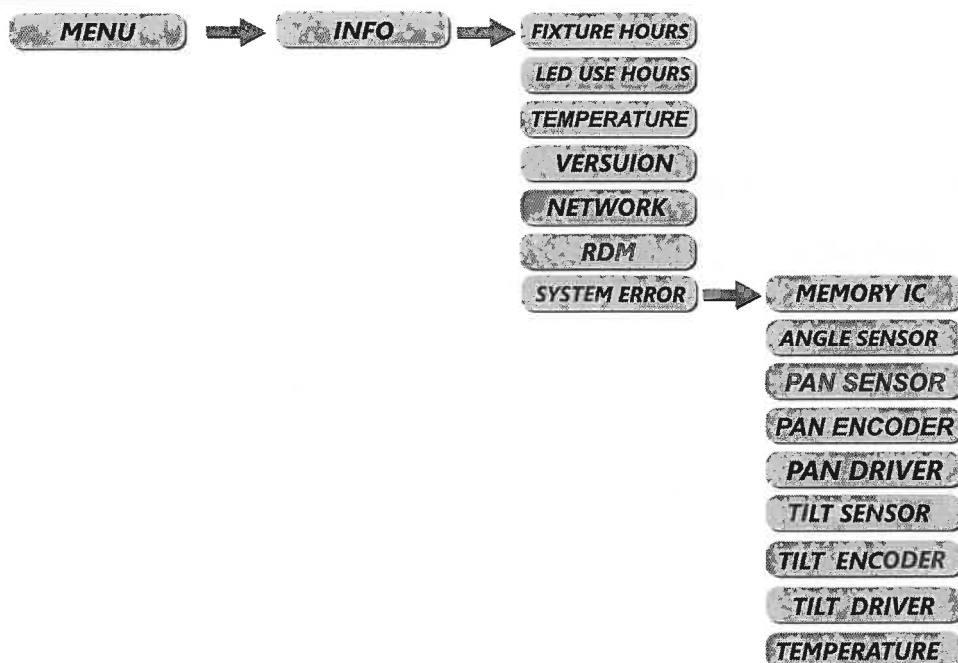 MENU INFO FIXTURE HOURS
LED USE HOURS
TEMPERATURE
VERSUION
NETWORK
RDM
SYSTEM ERROR MEMORY IC
ANGLE SENSOR
PAN SENSOR
PAN ENCODER
PAN DRIVER
TILT SENSOR
TILT ENCODER
TILT DRIVER
TEMPERATURE